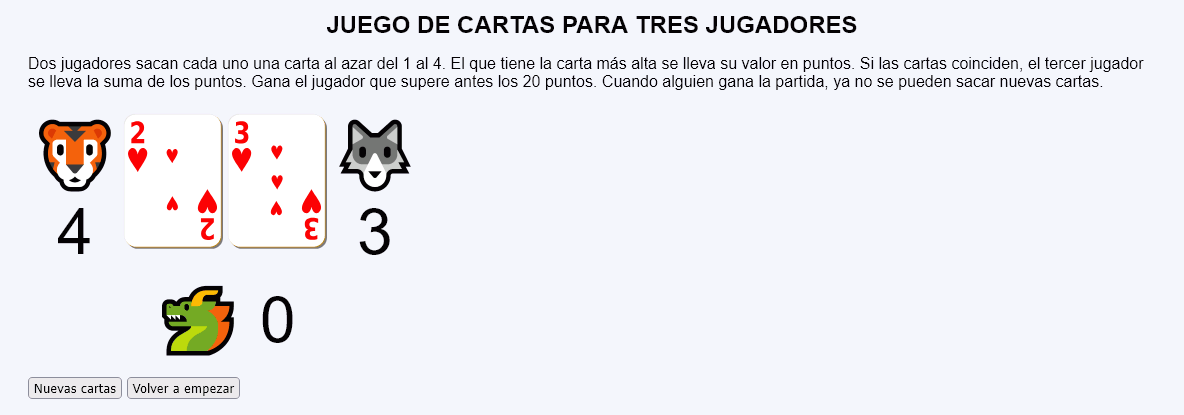 JUEGO DE CARTAS PARA TRES JUGADORES
Dos jugadores sacan cada uno una carta al azar del 1 al 4. El que tiene la carta más alta se lleva su valor en puntos. Si las cartas coinciden, el tercer jugador
se lleva la suma de los puntos. Gana el jugador que supere antes los 20 puntos. Cuando alguien gana la partida, ya no se pueden sacar nuevas cartas.
2 3
2 3
4 3
0
Nuevas cartas Volver a empezar